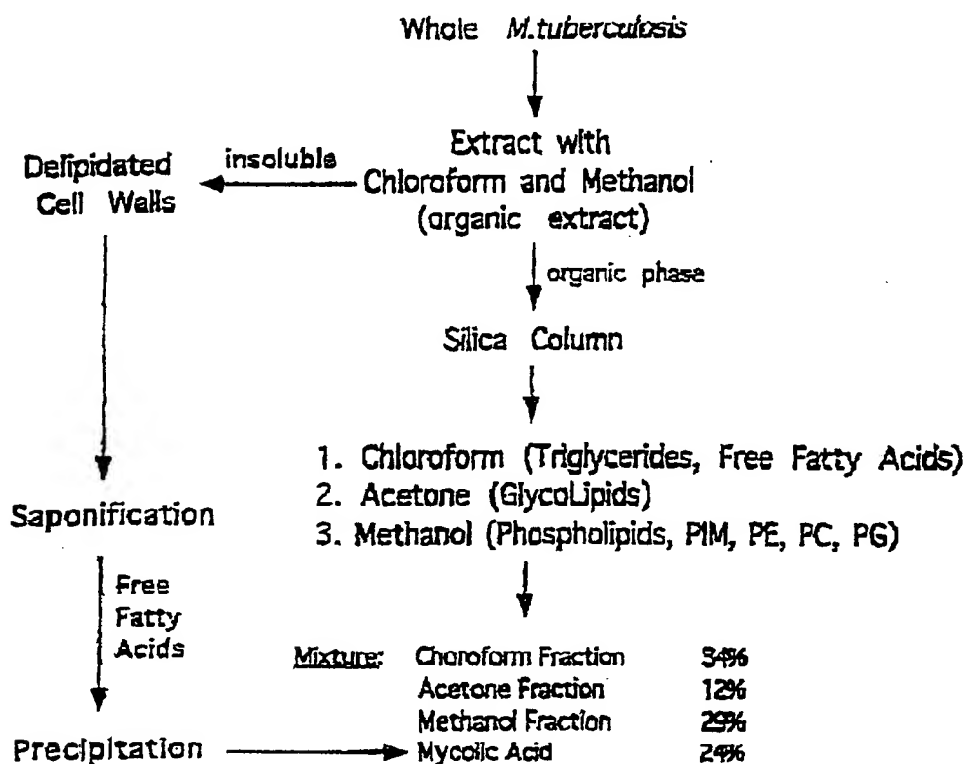 Whole M.tuberculosis
Extract with
Chloroform and Methanol
(organic extract)
insoluble
Delipidated
Cell Walls
organic phase
Silica Column
1. Chloroform (Triglycerides, Free Fatty Acids)
2. Acetone (GlycoLipids)
3. Methanol (Phospholipids, PIM, PE, PC, PG)
Saponification
Free
Fatty
Acids
Mixture: Choroform Fraction 34%
Acetone Fraction 12%
Methanol Fraction 29%
Precipitation Mycolic Acid 24%